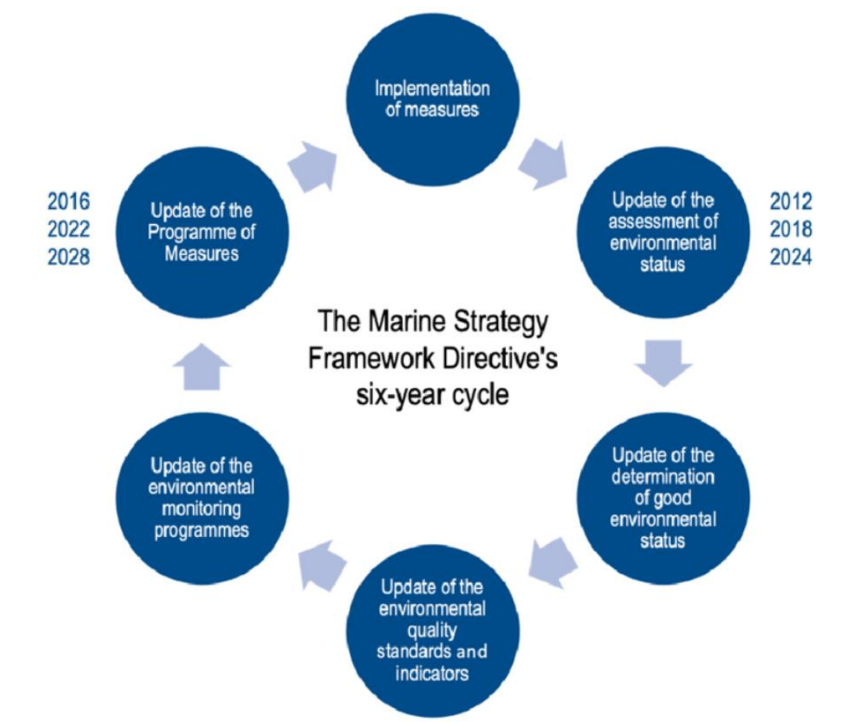 Implementation
of measures
2016
2022
2028
Update of the
Programme of
Measures
Update of the
assessment of
environmental
status
2012
2018
2024
The Marine Strategy
Framework Directive's
six-year cycle
Update of the
environmental
monitoring
programmes
Update of the
determination
of good
environmental
status
Update of the
environmental
quality
standards and
indicators